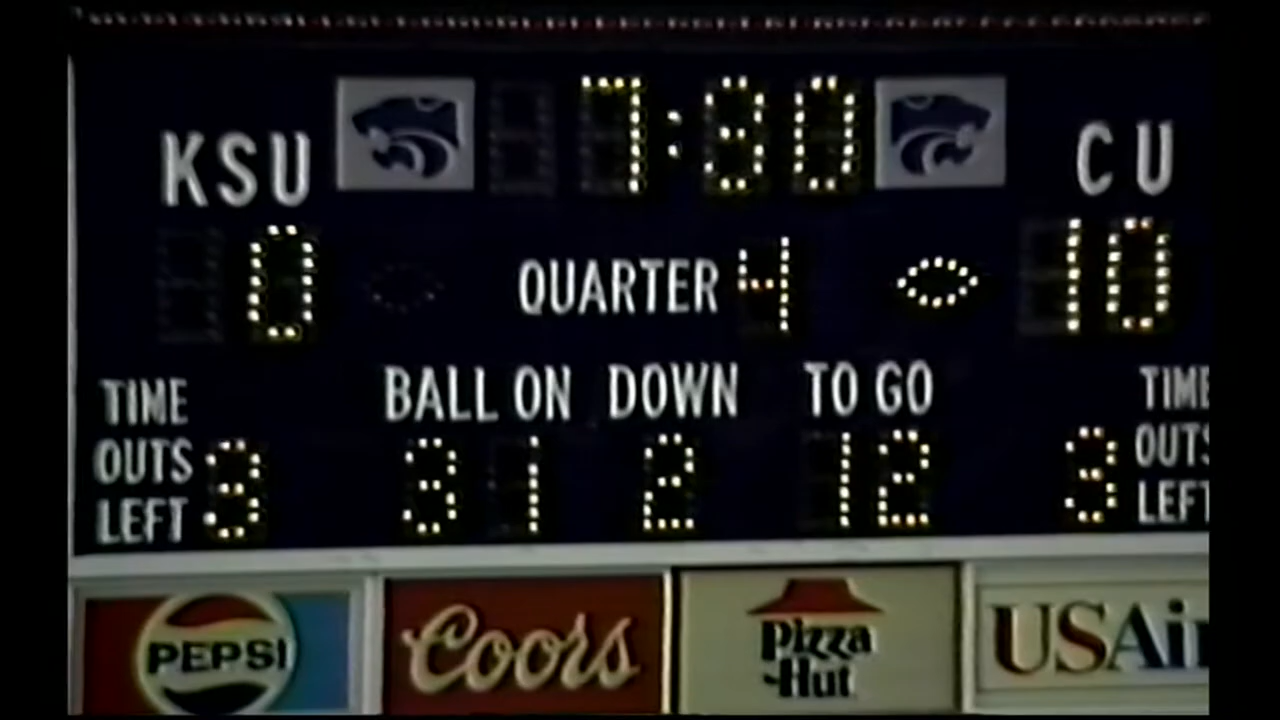 7:30
KSU CU
0 QUARTER 4 10
BALL ON DOWN TO GO
TIME OUTS LEFT 3 31 2 12 3 TIME OUTS LEFT
PEPSI Coors Pizza Hut USAir